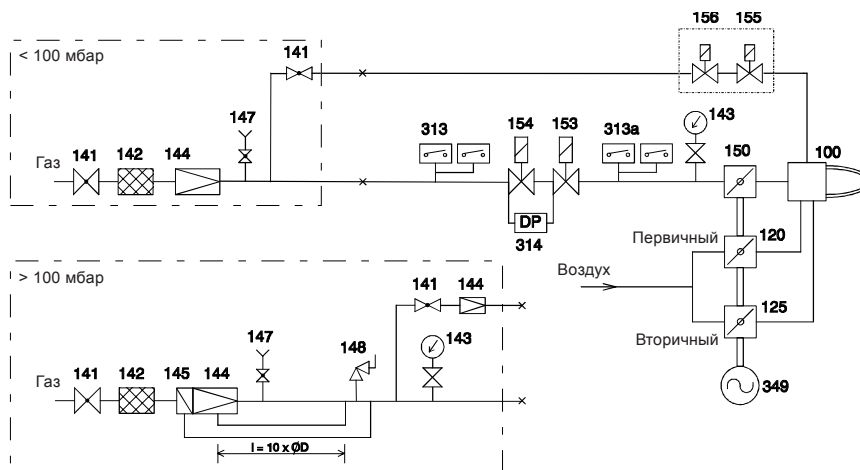 < 100 мбар
141
156 155
147
313
154 153
313a
143
150
100
Газ
141 142 144
DP
314
Первичный
120
Воздух
125
Вторичный
349
> 100 мбар
141 144
147
148
143
Газ
141 142 145 144
l = 10 x ØD